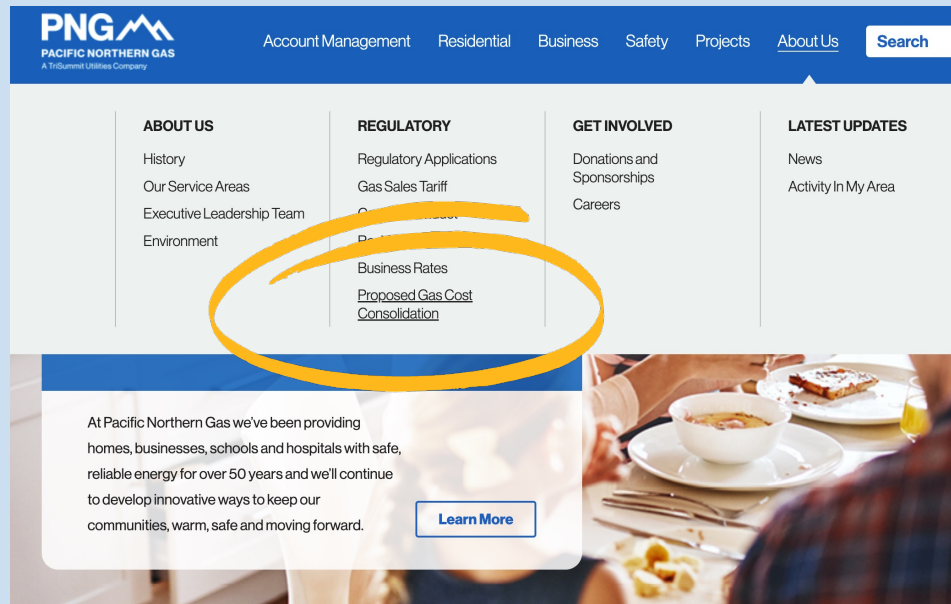 PNG
PACIFIC NORTHERN GAS
A TriSummit Utilities Company
Account Management
Residential
Business
Safety
Projects
About Us
Search
ABOUT US
History
Our Service Areas
Executive Leadership Team
Environment
REGULATORY
Regulatory Applications
Gas Sales Tariff
Business Rates
Proposed Gas Cost
Consolidation
GET INVOLVED
Donations and
Sponsorships
Careers
LATEST UPDATES
News
Activity In My Area
At Pacific Northern Gas we've been providing
homes, businesses, schools and hospitals with safe,
reliable energy for over 50 years and we'll continue
to develop innovative ways to keep our
communities, warm, safe and moving forward.
Learn More